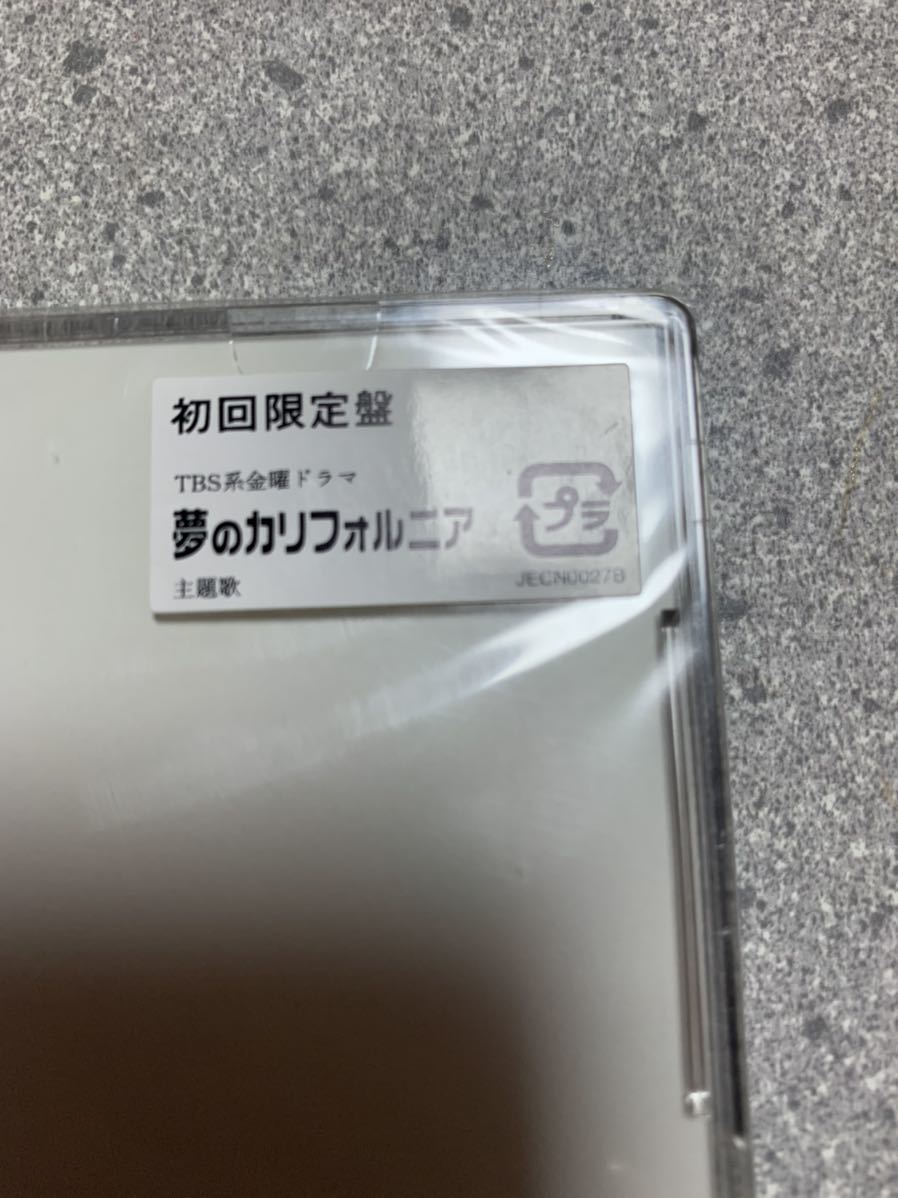 初回限定盤
TBS系金曜ドラマ
夢のカリフォルニア
主題歌
プラ
JECN0027B